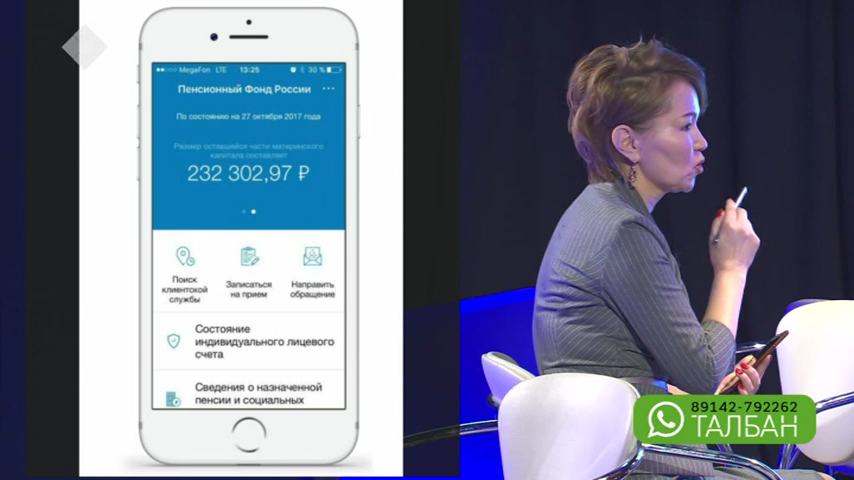 MegaFon LTE 13:25 30 %
Пенсионный Фонд России
По состоянию на 27 октября 2017 года
Размер оставшейся части материнского
капитала составляет
232 302,97 ₽
Поиск
клиентской
службы
Записаться
на прием
Направить
обращение
Состояние
индивидуального лицевого
счета
Сведения о назначенной
пенсии и социальных
89142-792262
ТАЛБАН